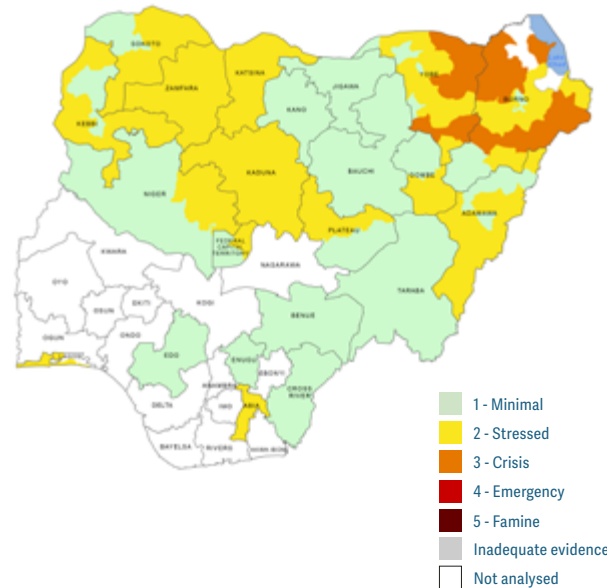 SOKOTO
KATSINA
ZAMFARA
YOBE
JIGAWA
BORNO
KANO
KEBBI
KADUNA
BAUCHI
GOMBE
NIGER
ADAMAWA
PLATEAU
FEDERAL
CAPITAL
TERRITORY
KWARA
NASARAWA
OYO
TARABA
KOGI
OSUN
EKITI
BENUE
OGUN
ONDO
EDO
ENUGU
EBONYI
CROSS
RIVER
IMO
ABIA
DELTA
BAYELSA
RIVERS
1 - Minimal
2 - Stressed
3 - Crisis
4 - Emergency
5 - Famine
Inadequate evidence
Not analysed